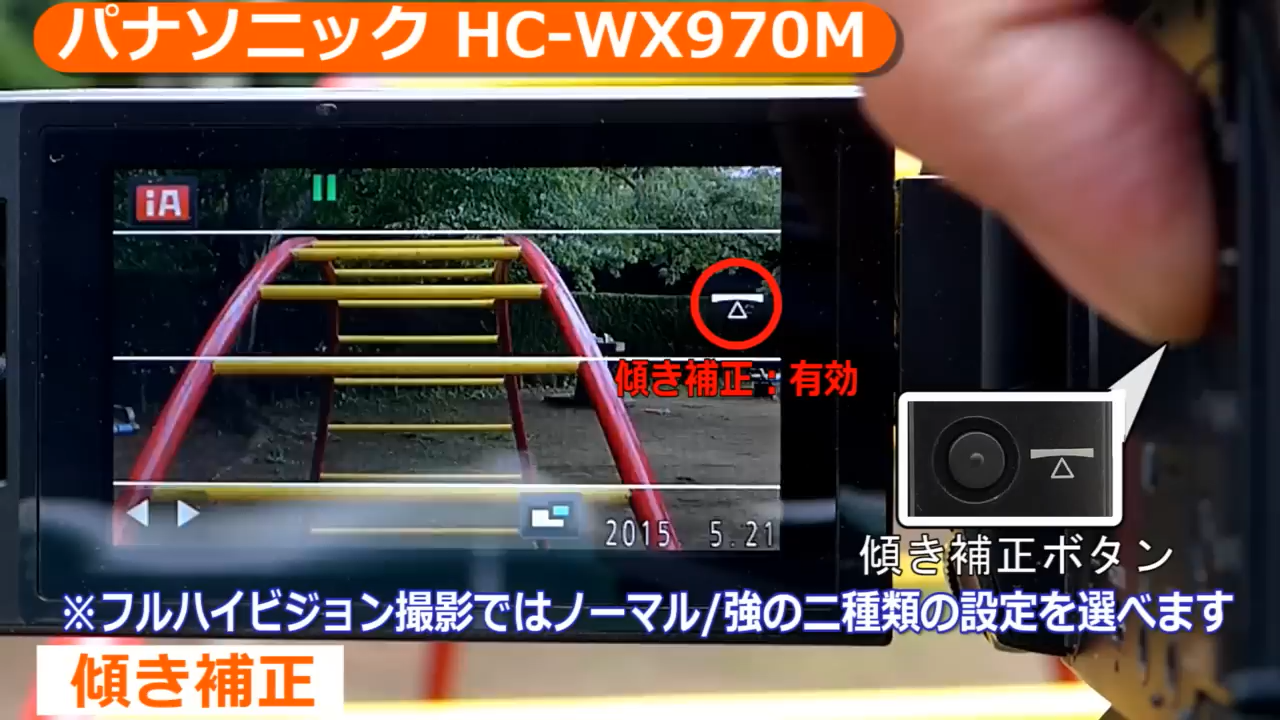 パナソニック HC-WX970M
iA
傾き補正：有効
2015 5.21
傾き補正ボタン
※フルハイビジョン撮影ではノーマル/強の二種類の設定を選べます
傾き補正